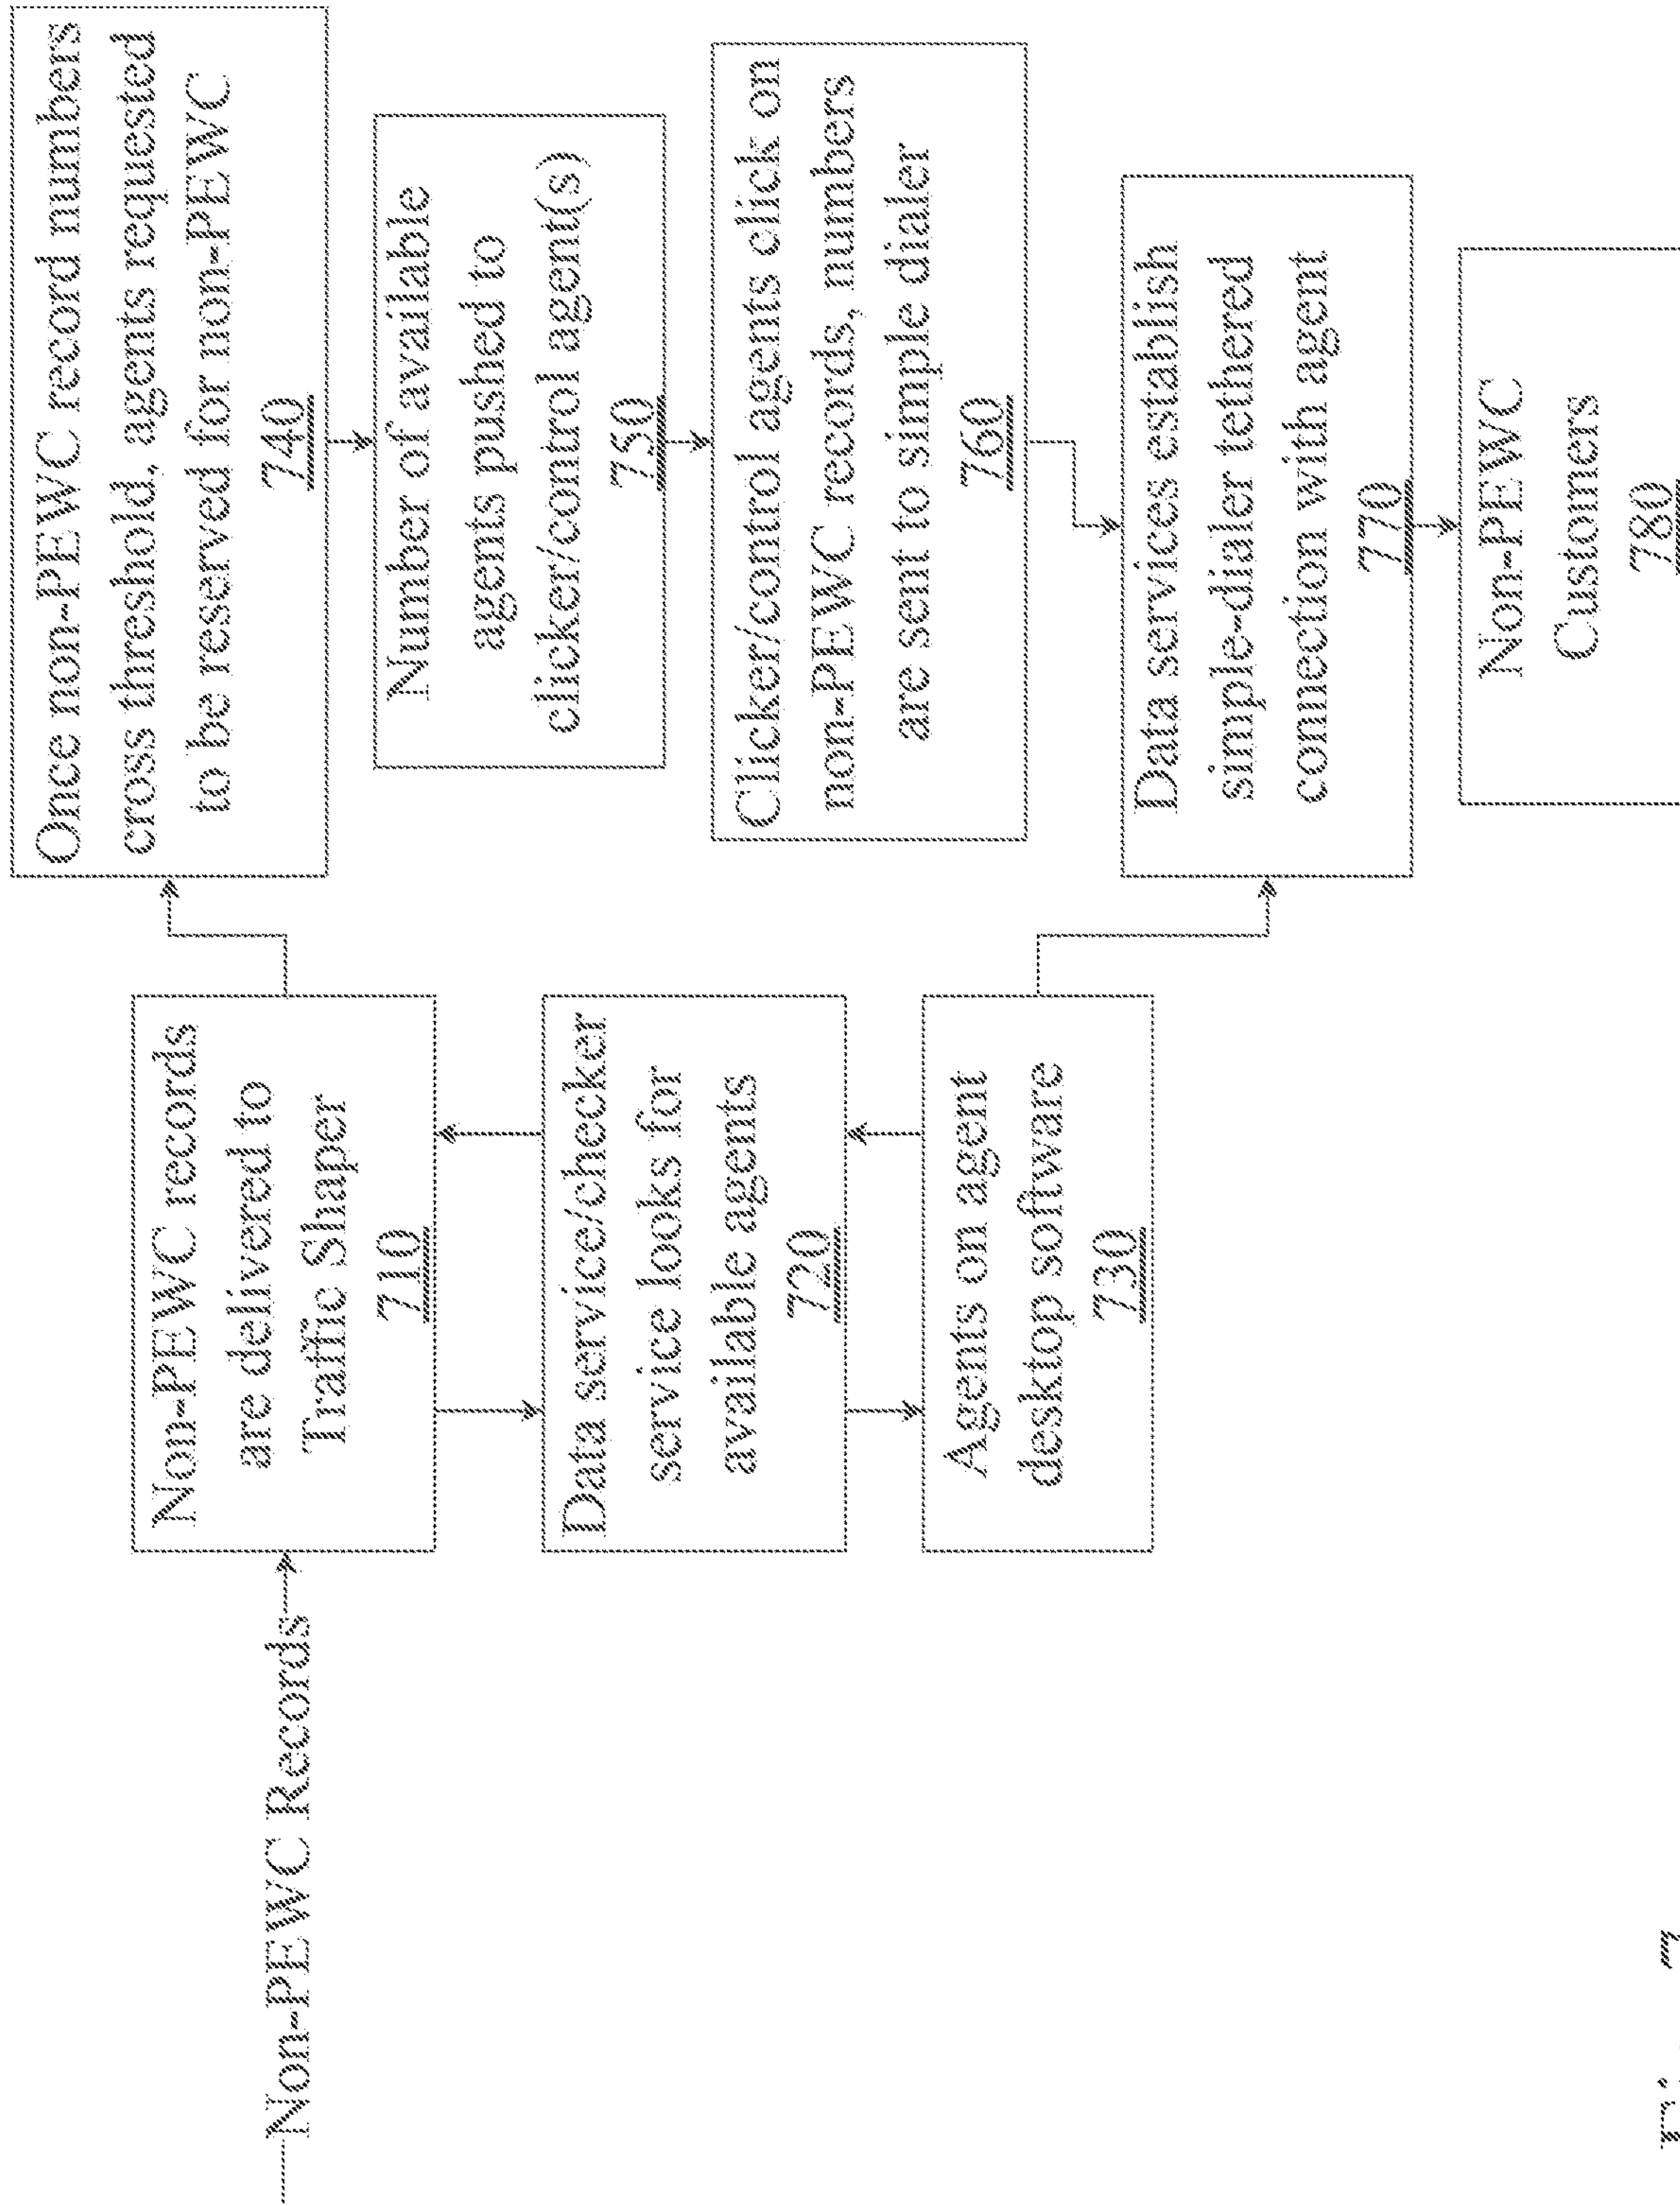 Non-PEWC Records
Non-PEWC records
are delivered to
Traffic Shaper
710
Data service/checker
service looks for
available agents
720
Agents on agent
desktop software
730
Once non-PEWC record numbers
cross threshold, agents requested
to be reserved for non-PEWC
740
Number of available
agents pushed to
clicker/control agent(s)
750
Clicker/control agents click on
non-PEWC records, numbers
are sent to simple dialer
760
Data services establish
simple-dialer tethered
connection with agent
770
Non-PEWC
Customers
780